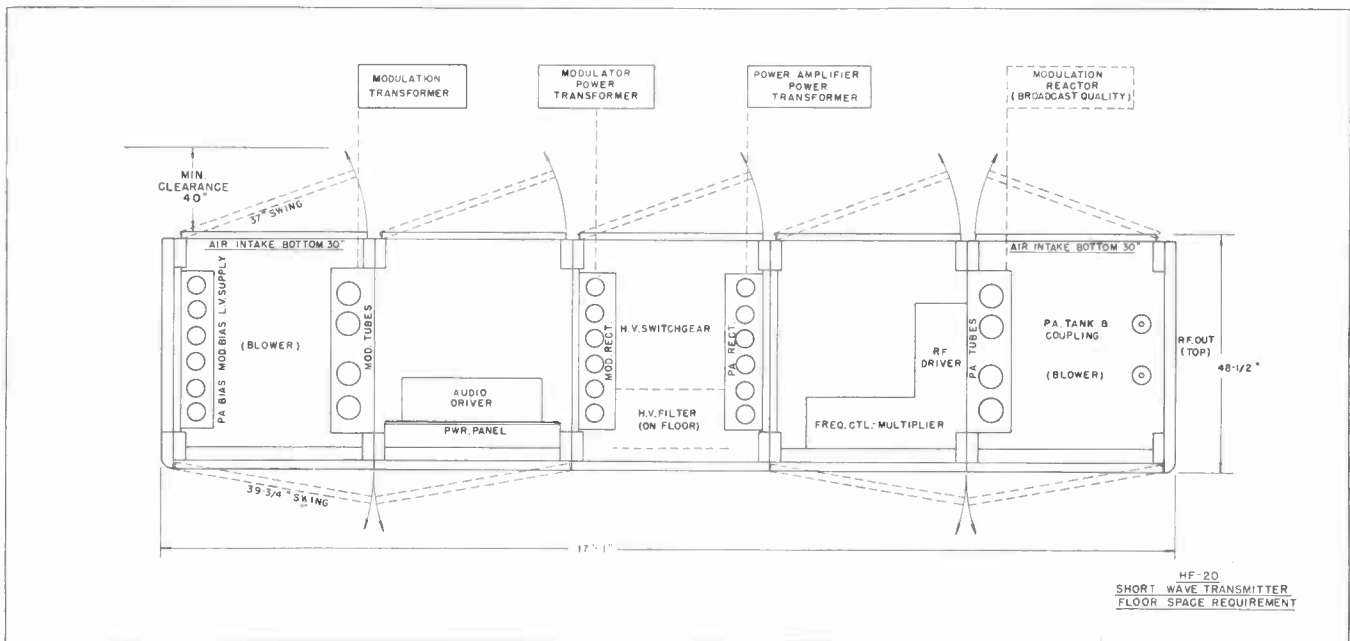 MODULATION
TRANSFORMER
MODULATOR
POWER
TRANSFORMER
POWER AMPLIFIER
POWER
TRANSFORMER
MODULATION
REACTOR
(BROADCAST QUALITY)
MIN.
CLEARANCE
40"
37" SWING
AIR INTAKE BOTTOM 30"
AIR INTAKE BOTTOM 30"
PA BIAS MOD. BIAS L.V. SUPPLY
(BLOWER)
MOD. TUBES
AUDIO
DRIVER
PWR. PANEL
MOD. RECT.
H.V. SWITCHGEAR
H.V. FILTER
(ON FLOOR)
PA RECT.
RF
DRIVER
FREQ. CTL.-MULTIPLIER
PA TUBES
P.A. TANK &
COUPLING
(BLOWER)
R.F. OUT
(TOP)
48-1/2"
39-3/4" SWING
17'-1"
HF-20
SHORT WAVE TRANSMITTER
FLOOR SPACE REQUIREMENT